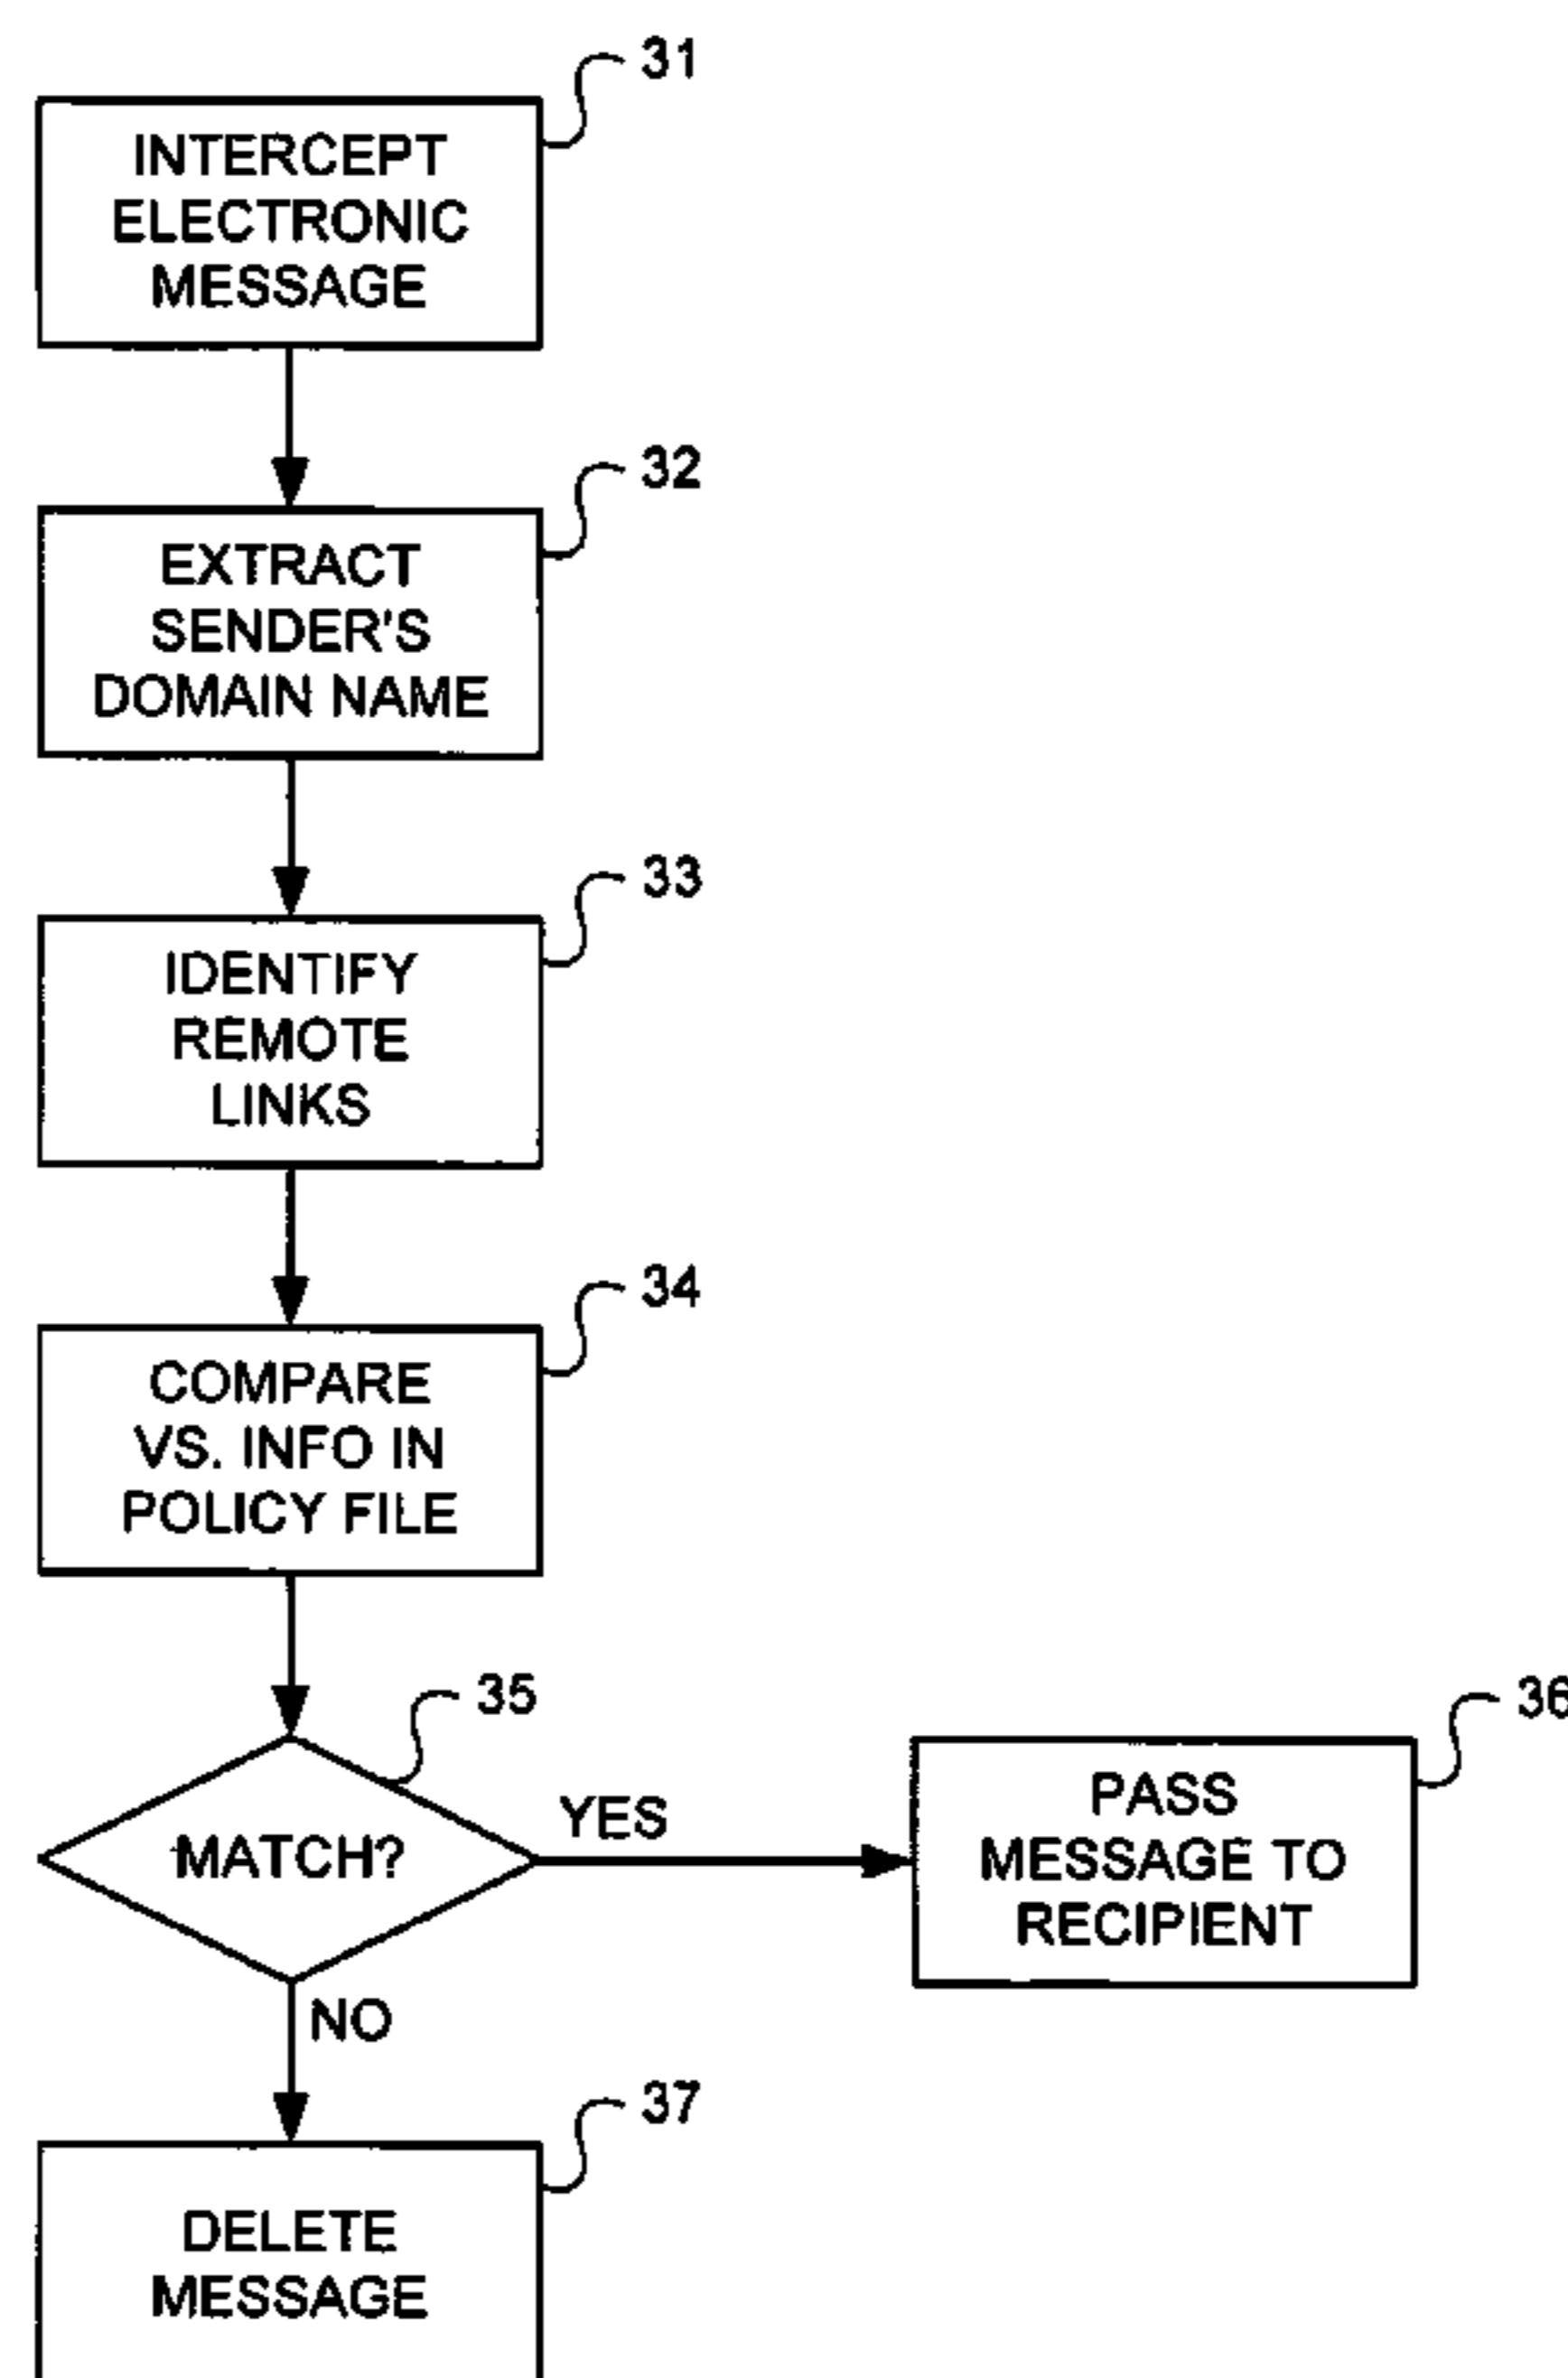 31
INTERCEPT
ELECTRONIC
MESSAGE
32
EXTRACT
SENDER'S
DOMAIN NAME
33
IDENTIFY
REMOTE
LINKS
34
COMPARE
VS. INFO IN
POLICY FILE
35
MATCH?
YES
36
PASS
MESSAGE TO
RECIPIENT
NO
37
DELETE
MESSAGE